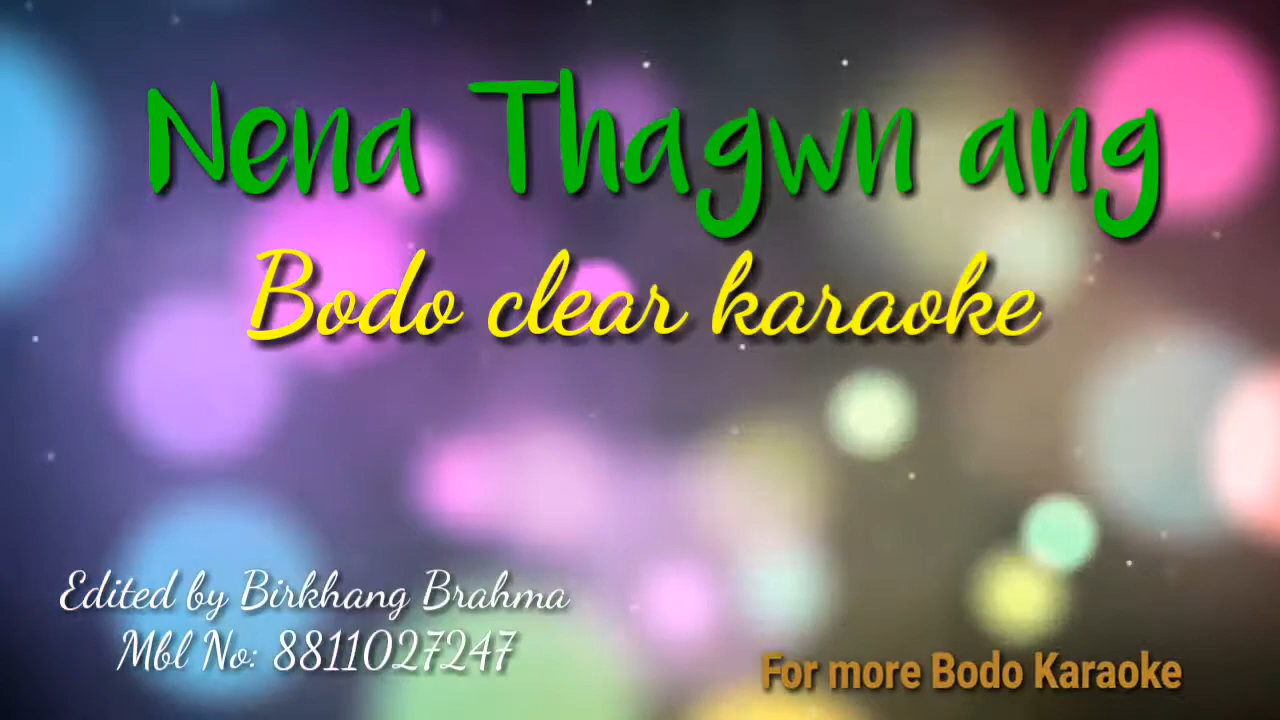 Nena Thagwn ang
Bodo clear karaoke
Edited by Birkhang Brahma
Mbl No: 8811027247
For more Bodo Karaoke